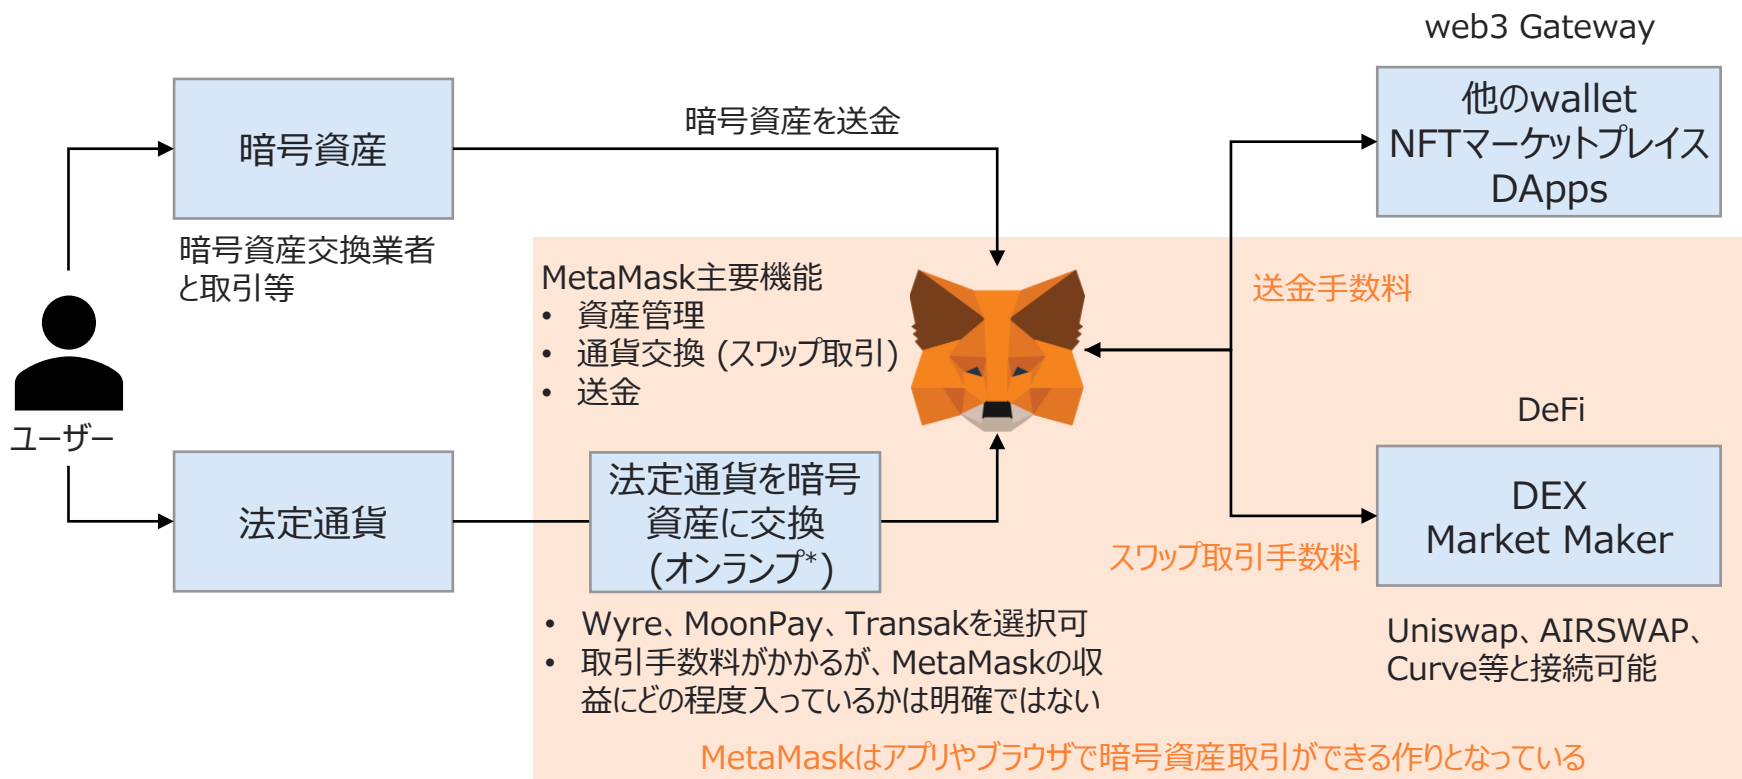 web3 Gateway
他のwallet
NFTマーケットプレイス
DApps
暗号資産を送金
暗号資産
暗号資産交換業者
と取引等
MetaMask主要機能
• 資産管理
• 通貨交換 (スワップ取引)
• 送金
送金手数料
ユーザー
DeFi
法定通貨
法定通貨を暗号
資産に交換
(オンランプ*)
DEX
Market Maker
スワップ取引手数料
• Wyre、MoonPay、Transakを選択可
• 取引手数料がかかるが、MetaMaskの収
益にどの程度入っているかは明確ではない
Uniswap、AIRSWAP、
Curve等と接続可能
MetaMaskはアプリやブラウザで暗号資産取引ができる作りとなっている